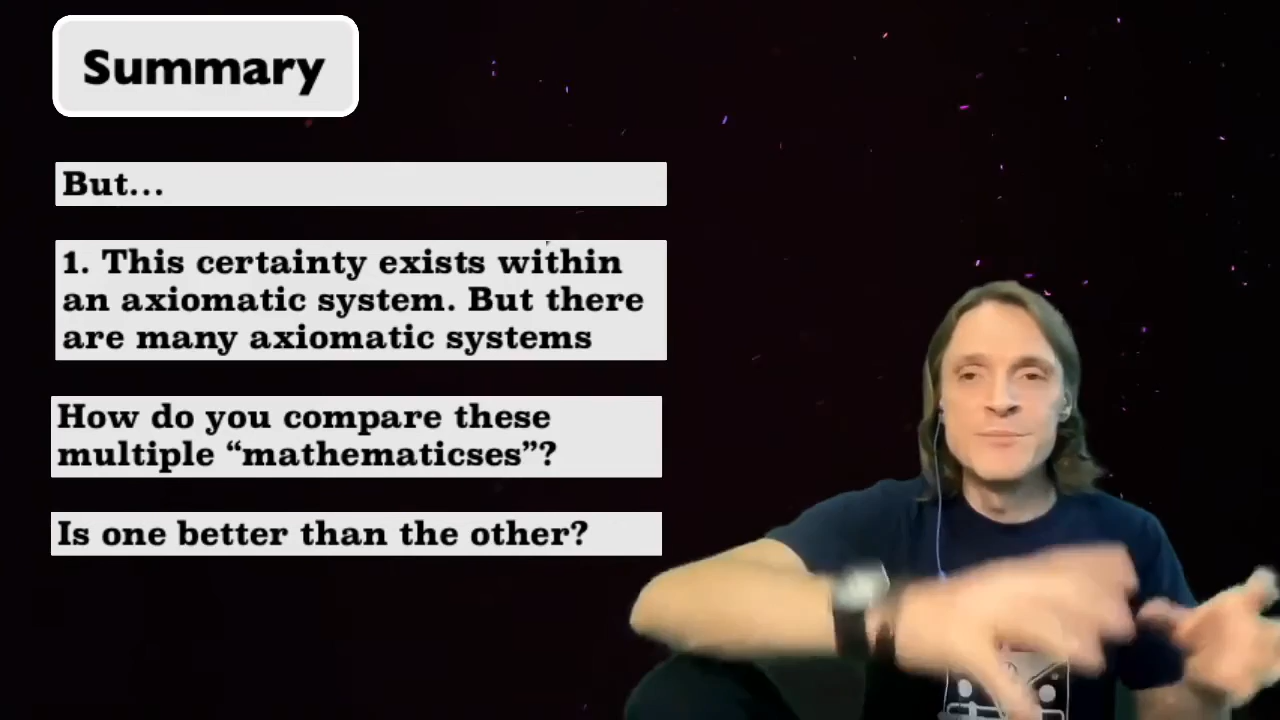 Summary
But...
1. This certainty exists within
an axiomatic system. But there
are many axiomatic systems
How do you compare these
multiple “mathematicses”?
Is one better than the other?